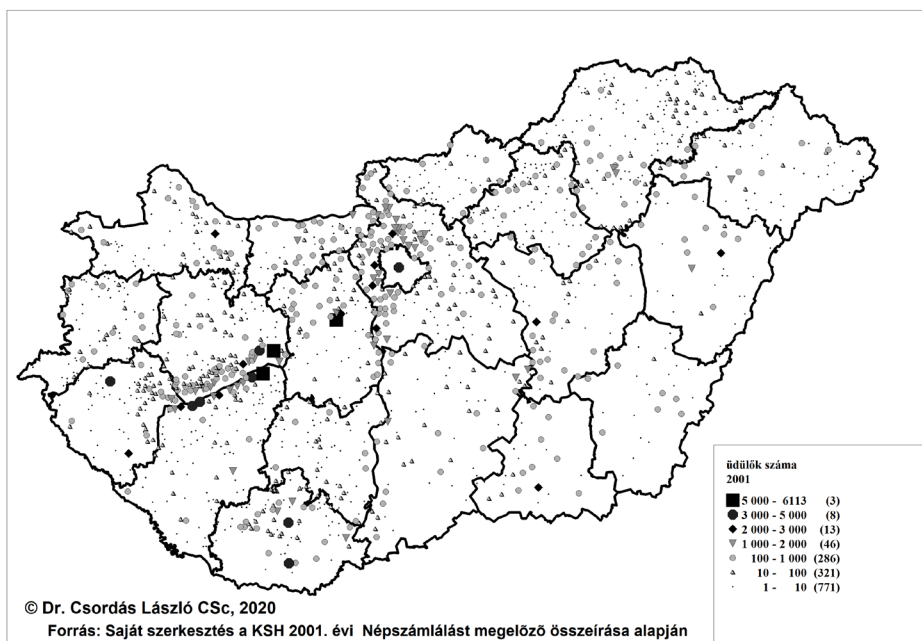 üdülők száma
2001
5 000 - 6113 (3)
3 000 - 5 000 (8)
2 000 - 3 000 (13)
1 000 - 2 000 (46)
100 - 1 000 (286)
10 - 100 (321)
1 - 10 (771)
© Dr. Csordás László CSc, 2020
Forrás: Saját szerkesztés a KSH 2001. évi Népszámlálást megelõzõ összeírása alapján